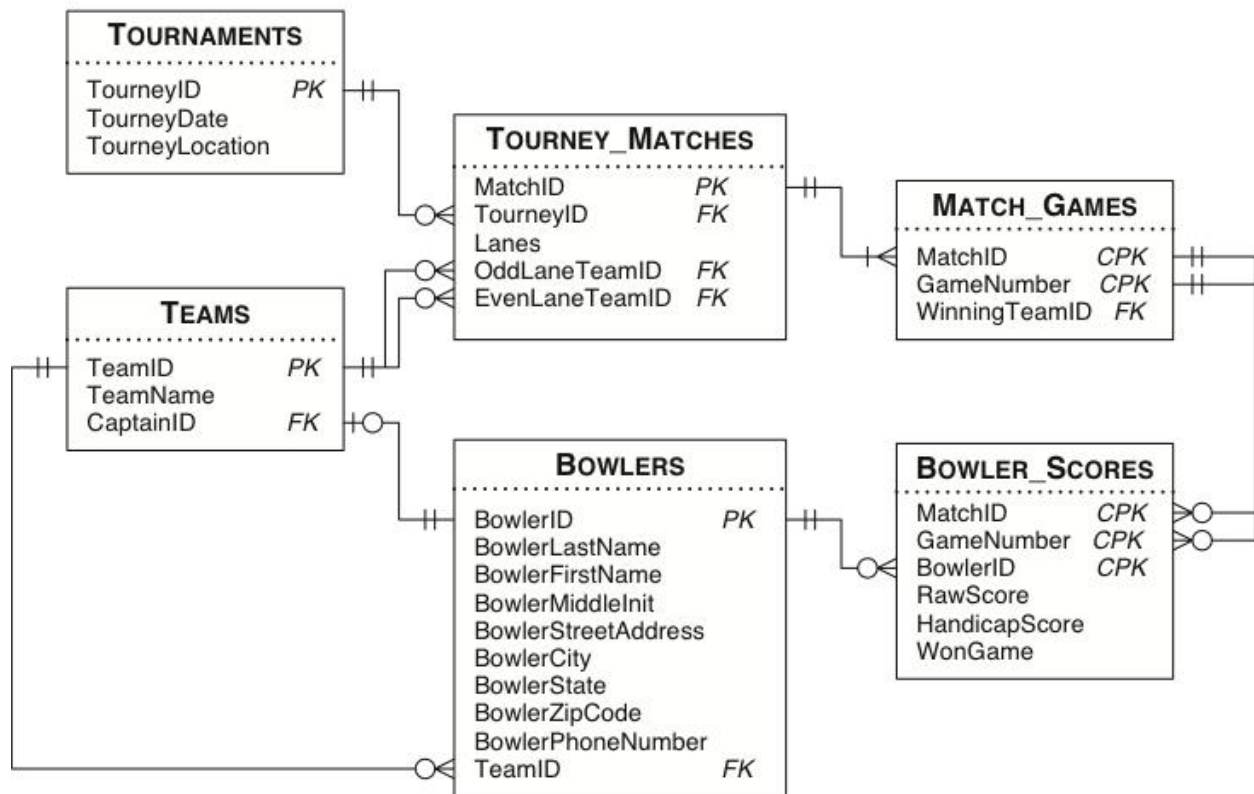 TOURNAMENTS
TourneyID PK
TourneyDate
TourneyLocation
TOURNEY_MATCHES
MatchID PK
TourneyID FK
Lanes
OddLaneTeamID FK
EvenLaneTeamID FK
MATCH_GAMES
MatchID CPK
GameNumber CPK
WinningTeamID FK
TEAMS
TeamID PK
TeamName
CaptainID FK
BOWLERS
BowlerID PK
BowlerLastName
BowlerFirstName
BowlerMiddleInit
BowlerStreetAddress
BowlerCity
BowlerState
BowlerZipCode
BowlerPhoneNumber
TeamID FK
BOWLER_SCORES
MatchID CPK
GameNumber CPK
BowlerID CPK
RawScore
HandicapScore
WonGame